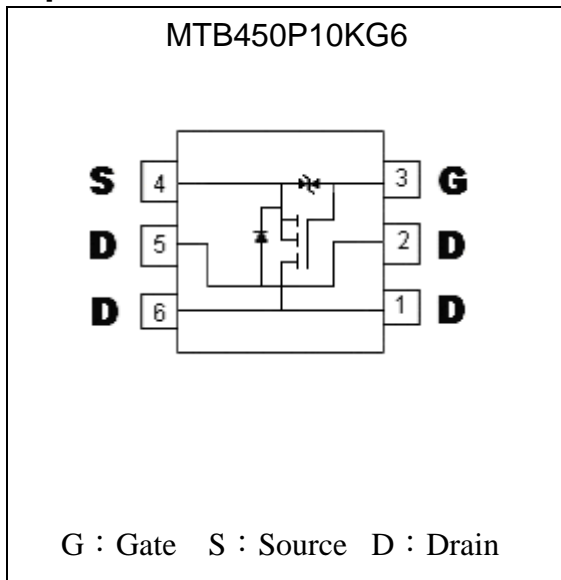 MTB450P10KG6
S 4 3 G
D 5 2 D
D 6 1 D
G：Gate S：Source D：Drain